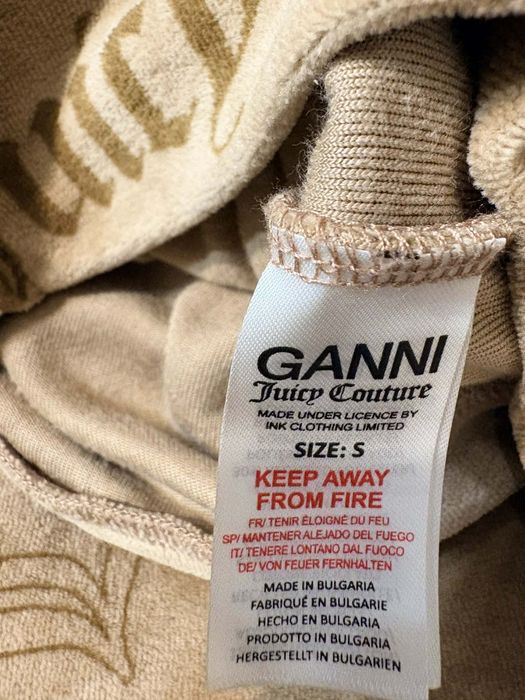 Juicy
GANNI
Juicy Couture
MADE UNDER LICENCE BY
INK CLOTHING LIMITED
SIZE: S
KEEP AWAY
FROM FIRE
FR/ TENIR ÉLOIGNÉ DU FEU
SP/ MANTENER ALEJADO DEL FUEGO
IT/ TENERE LONTANO DAL FUOCO
DE/ VON FEUER FERNHALTEN
MADE IN BULGARIA
FABRIQUÉ EN BULGARIE
HECHO EN BULGARIA
PRODOTTO IN BULGARIA
HERGESTELLT IN BULGARIEN